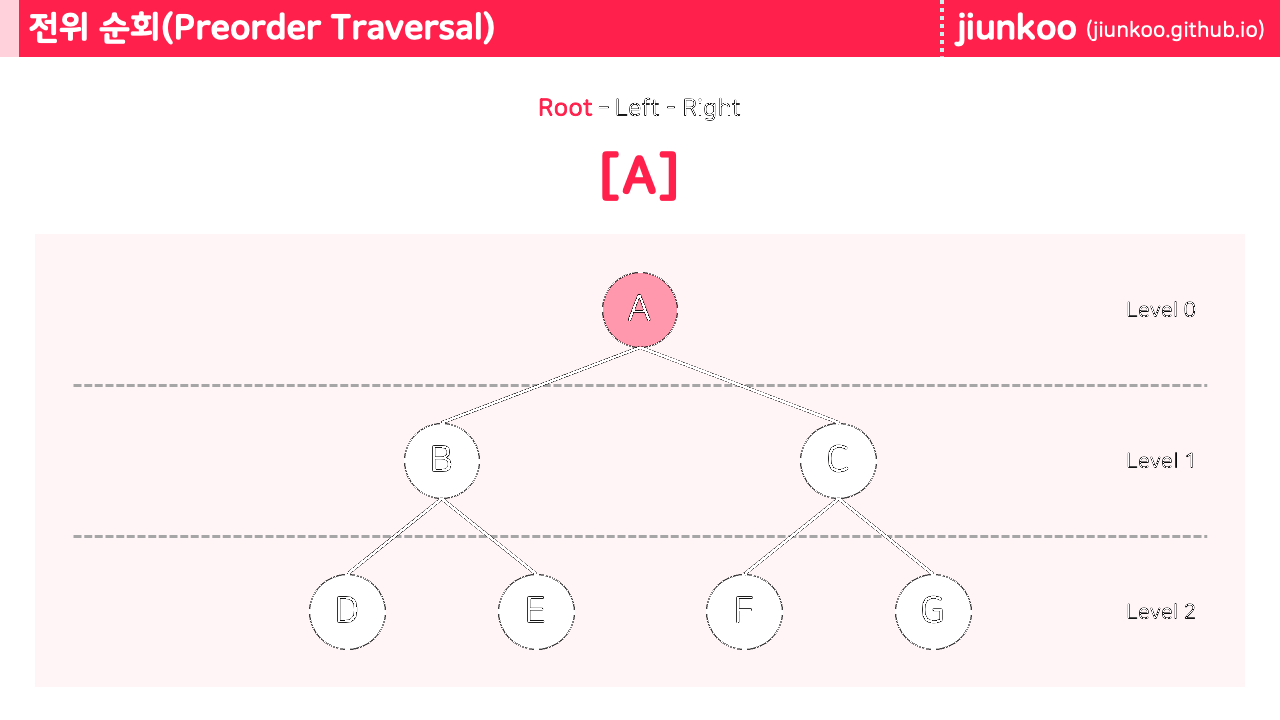 전위 순회(Preorder Traversal)
jiunkoo (jiunkoo.github.io)
Root - Left - Right
[A]
A
Level 0
B
C
Level 1
D
E
F
G
Level 2